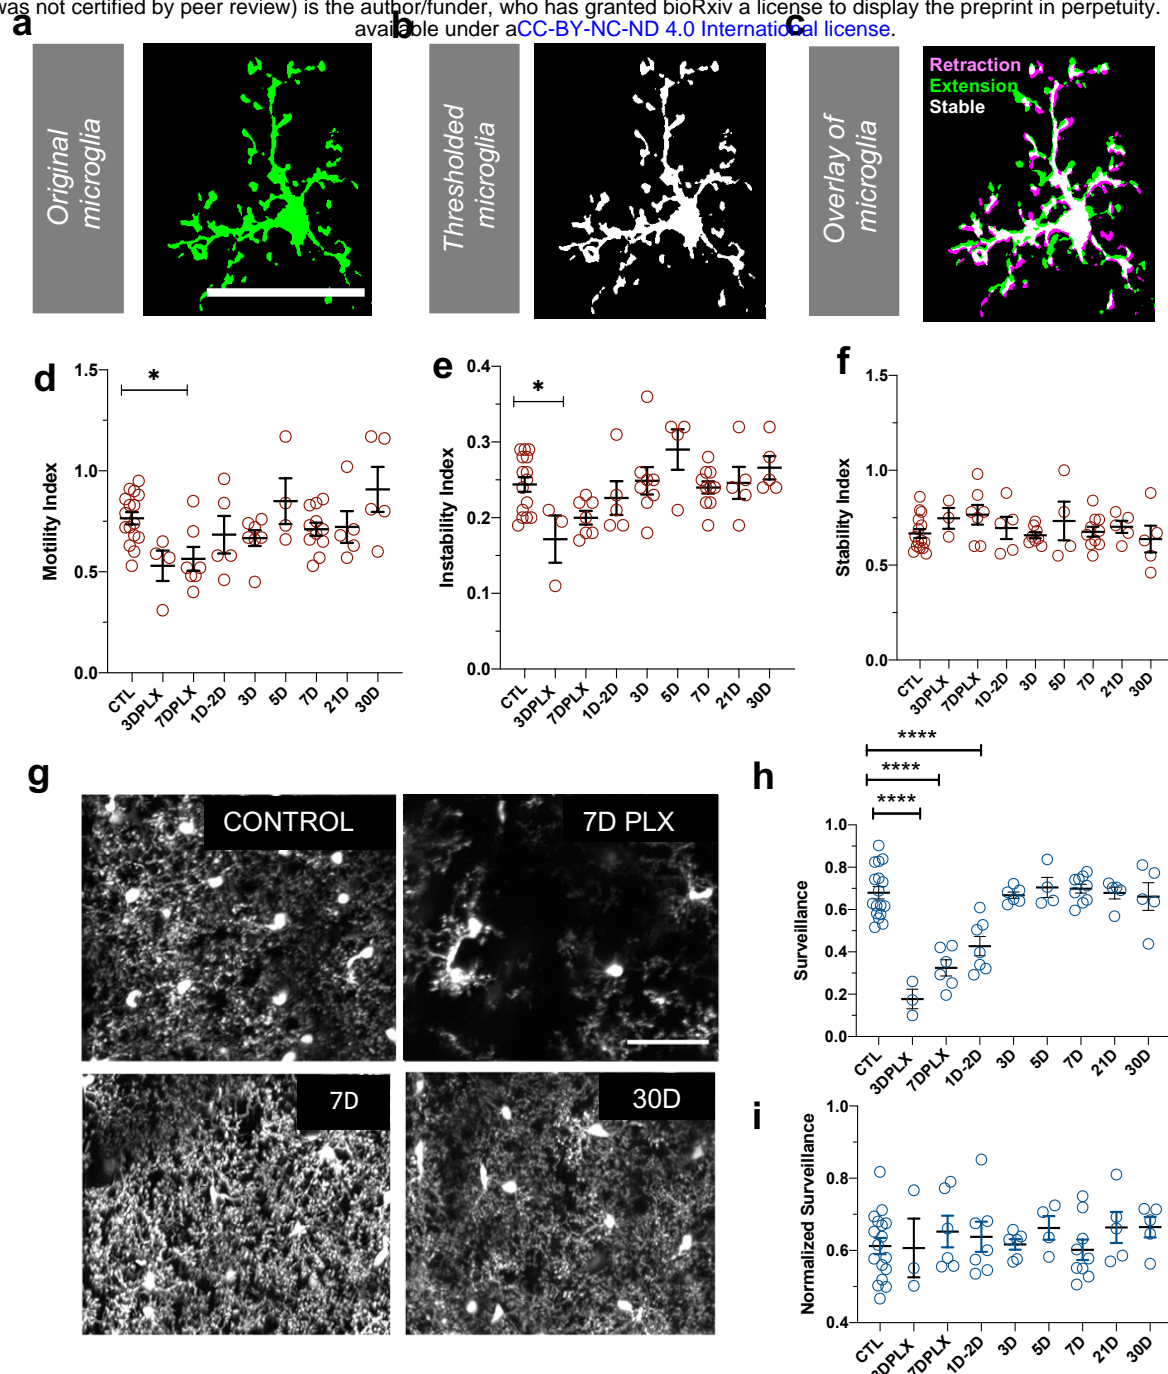 was not certified by peer review) is the author/funder, who has granted bioRxiv a license to display the preprint in perpetuity.
available under aCC-BY-NC-ND 4.0 International license.
a
b
c
Original
microglia
Thresholded
microglia
Overlay of
microglia
Retraction
Extension
Stable
d
Motility Index
1.5
1.0
0.5
0.0
*
CTL
3DPLX
7DPLX
1D-2D
3D
5D
7D
21D
30D
e
Instability Index
0.4
0.3
0.2
0.1
0.0
*
CTL
3DPLX
7DPLX
1D-2D
3D
5D
7D
21D
30D
f
Stability Index
1.5
1.0
0.5
0.0
CTL
3DPLX
7DPLX
1D-2D
3D
5D
7D
21D
30D
g
CONTROL
7D PLX
7D
30D
h
****
****
****
Surveillance
1.0
0.8
0.6
0.4
0.2
0.0
CTL
3DPLX
7DPLX
1D-2D
3D
5D
7D
21D
30D
i
Normalized Surveillance
1.0
0.8
0.6
0.4
CTL
3DPLX
7DPLX
1D-2D
3D
5D
7D
21D
30D